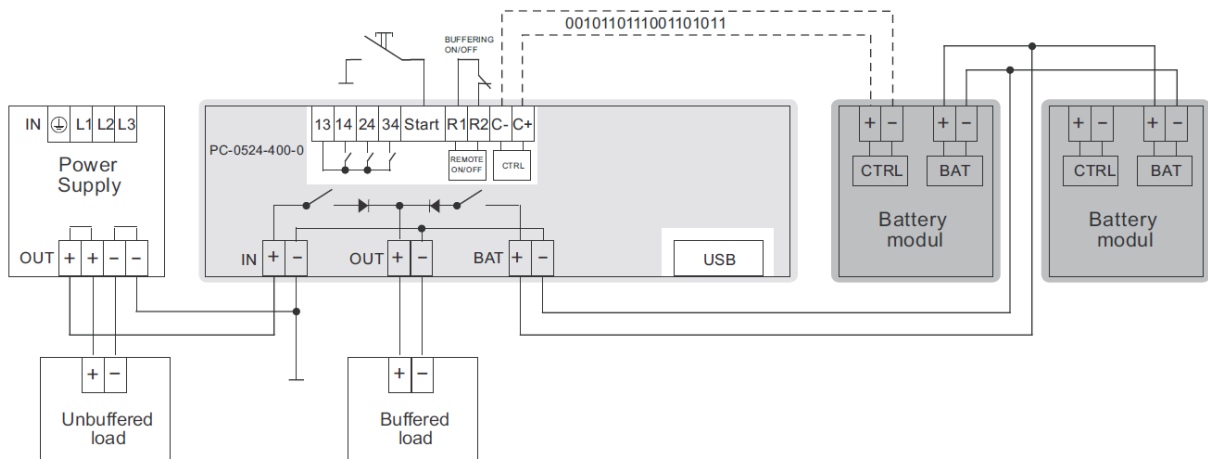 0010110111001101011
BUFFERING
ON/OFF
IN L1 L2 L3
Power
Supply
OUT + + − −
13 14 24 34 Start R1 R2 C- C+
PC-0524-400-0
REMOTE
ON/OFF
CTRL
IN + −
OUT + −
BAT + −
USB
+ − + −
CTRL BAT
Battery
modul
+ − + −
CTRL BAT
Battery
modul
+ −
Unbuffered
load
+ −
Buffered
load